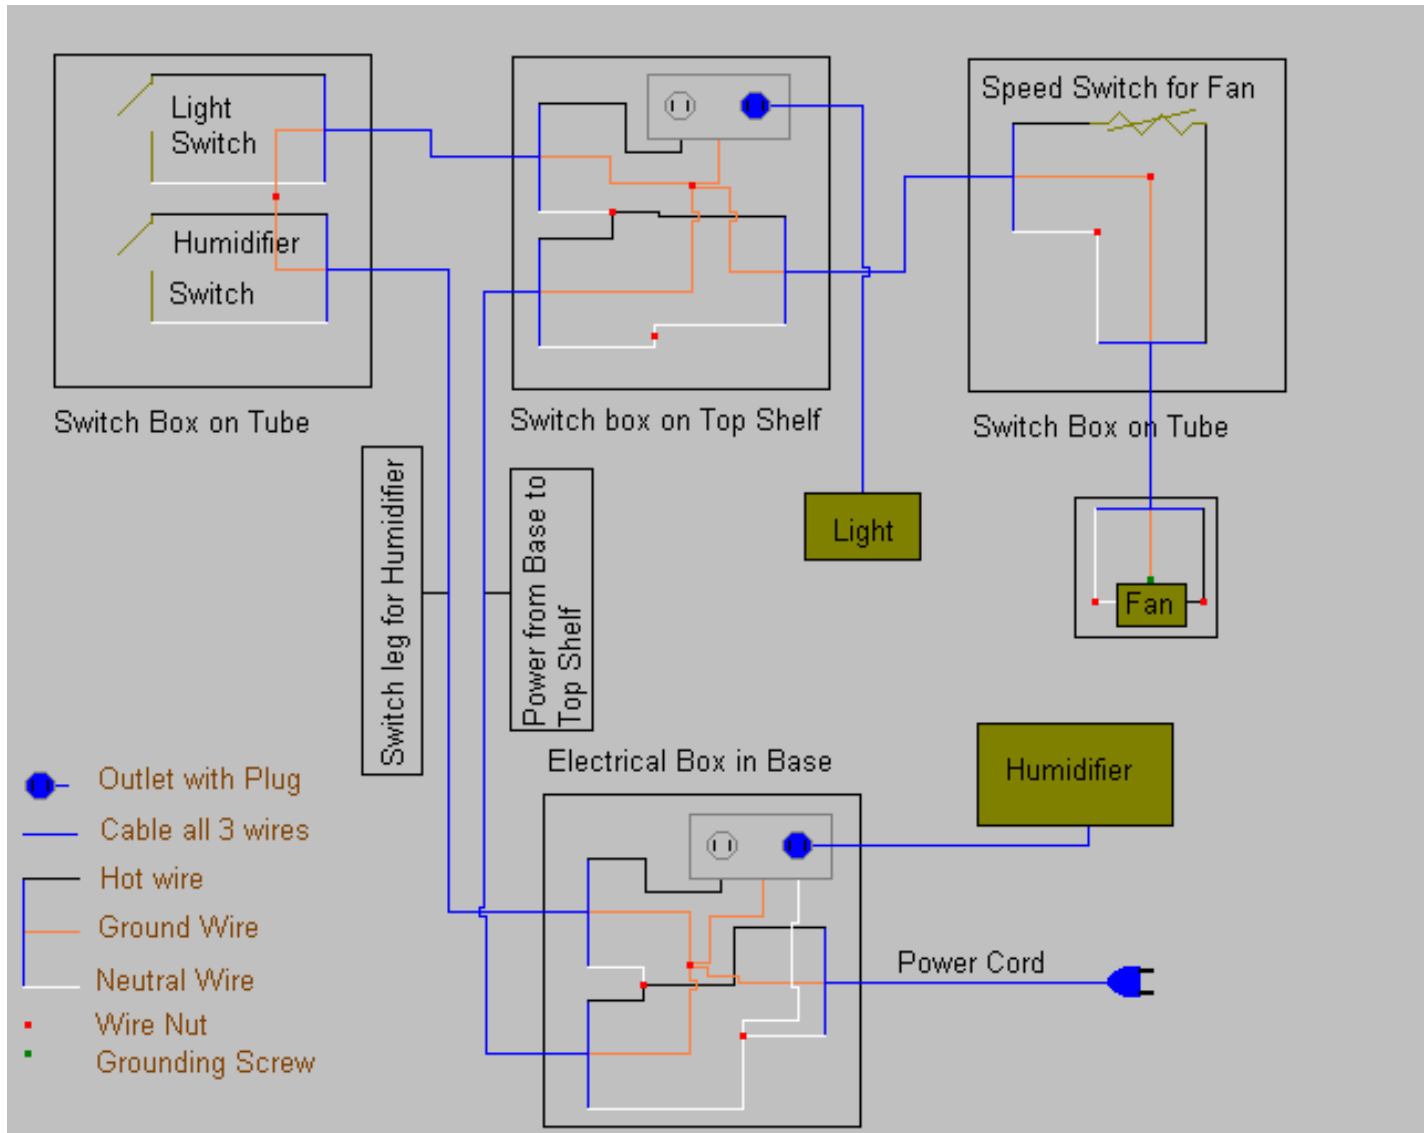 Light
Switch
Humidifier
Switch
Switch Box on Tube
Switch box on Top Shelf
Speed Switch for Fan
Switch Box on Tube
Switch leg for Humidifier
Power from Base to
Top Shelf
Light
Fan
Electrical Box in Base
Humidifier
Power Cord
Outlet with Plug
Cable all 3 wires
Hot wire
Ground Wire
Neutral Wire
Wire Nut
Grounding Screw